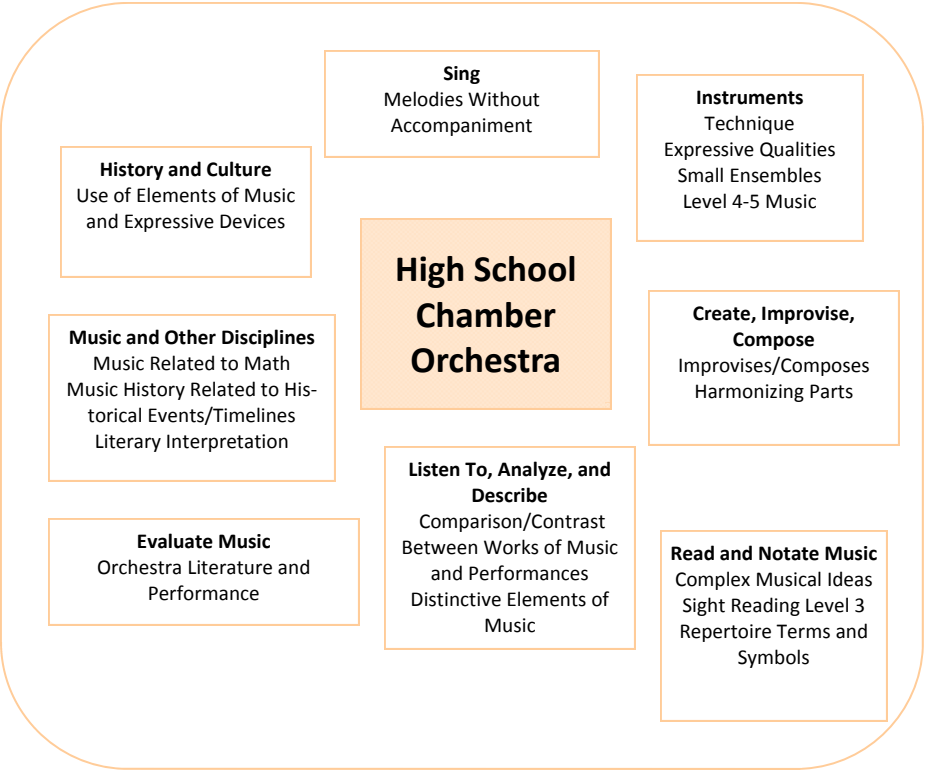 Sing
Melodies Without
Accompaniment
Instruments
Technique
Expressive Qualities
Small Ensembles
Level 4-5 Music
History and Culture
Use of Elements of Music
and Expressive Devices
High School
Chamber
Orchestra
Create, Improvise,
Compose
Improvises/Composes
Harmonizing Parts
Music and Other Disciplines
Music Related to Math
Music History Related to His-
torical Events/Timelines
Literary Interpretation
Listen To, Analyze, and
Describe
Comparison/Contrast
Between Works of Music
and Performances
Distinctive Elements of
Music
Evaluate Music
Orchestra Literature and
Performance
Read and Notate Music
Complex Musical Ideas
Sight Reading Level 3
Repertoire Terms and
Symbols